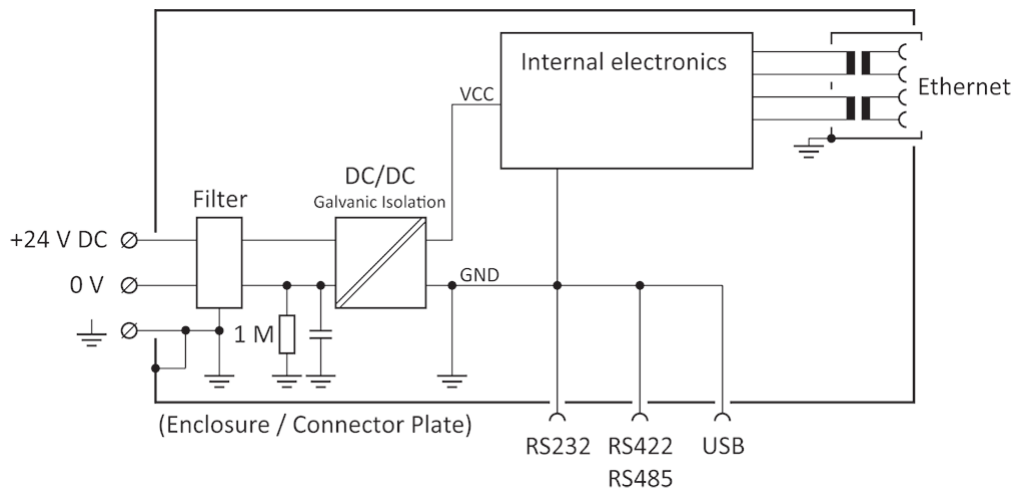 Internal electronics
Ethernet
VCC
DC/DC
Galvanic Isolation
Filter
+24 V DC
0 V
GND
1 M
(Enclosure / Connector Plate)
RS232
RS422
RS485
USB